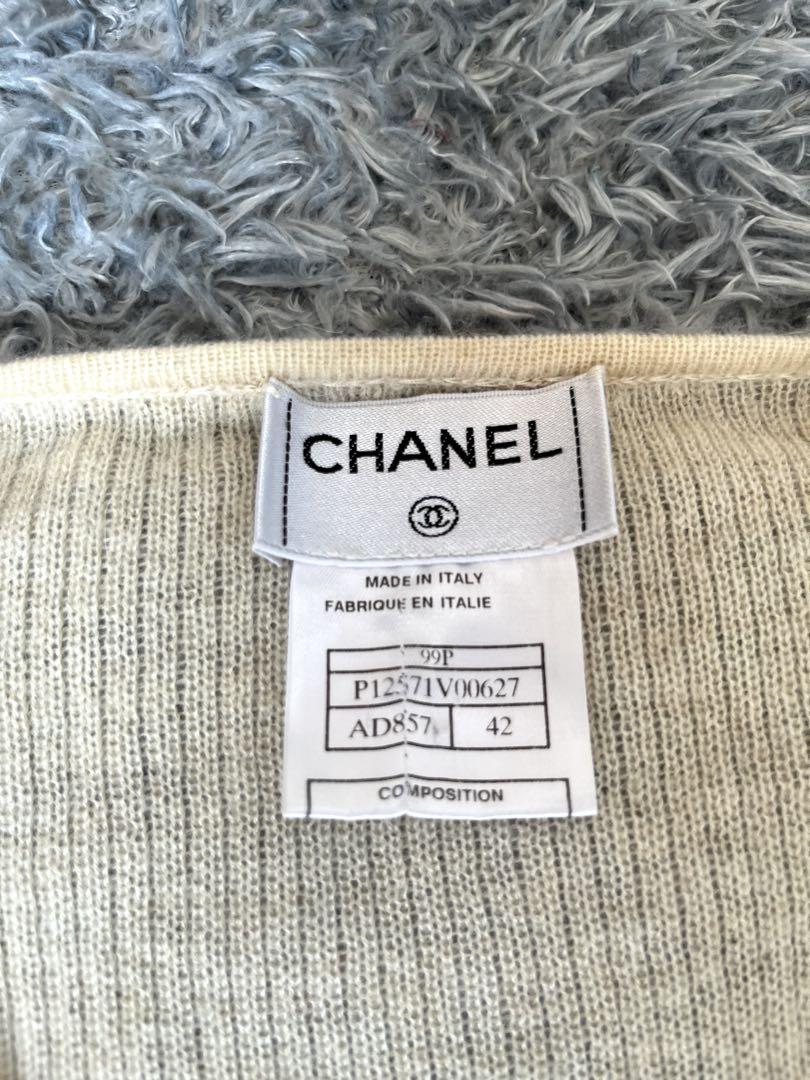 CHANEL
MADE IN ITALY
FABRIQUE EN ITALIE
99P
P12571V00627
AD857 42
COMPOSITION